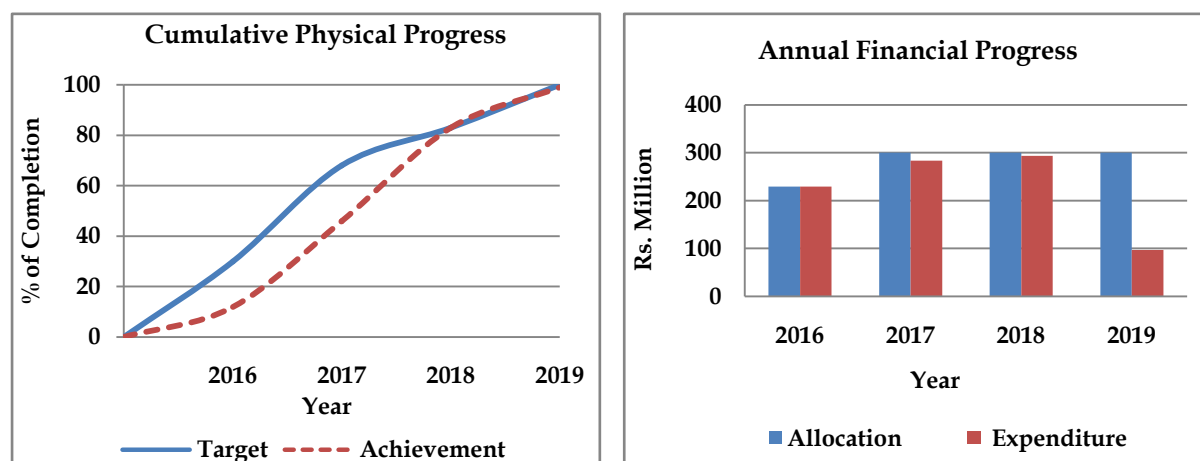 Cumulative Physical Progress
% of Completion
100
80
60
40
20
0
2016 2017 2018 2019
Year
Target Achievement
Annual Financial Progress
Rs. Million
400
300
200
100
0
2016 2017 2018 2019
Year
Allocation Expenditure